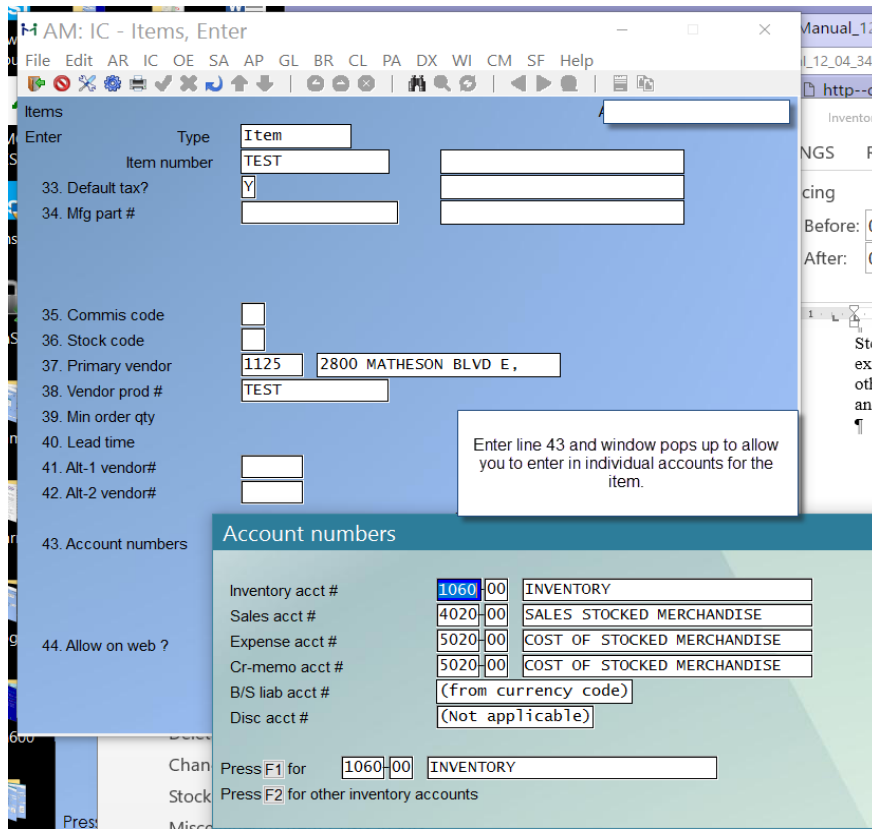 AM: IC - Items, Enter
Manual_12
File Edit AR IC OE SA AP GL BR CL PA DX WI CM SF Help
l_12_04_34
http--c
Items
Invento
Enter Type Item
NGS
Item number TEST
33. Default tax? Y
cing
34. Mfg part #
Before:
After:
35. Commis code
1
36. Stock code
37. Primary vendor 1125 2800 MATHESON BLVD E,
38. Vendor prod # TEST
39. Min order qty
40. Lead time
41. Alt-1 vendor#
42. Alt-2 vendor#
Enter line 43 and window pops up to allow
you to enter in individual accounts for the
item.
43. Account numbers
44. Allow on web ?
Account numbers
Inventory acct # 1060-00 INVENTORY
Sales acct # 4020-00 SALES STOCKED MERCHANDISE
Expense acct # 5020-00 COST OF STOCKED MERCHANDISE
Cr-memo acct # 5020-00 COST OF STOCKED MERCHANDISE
B/S liab acct # (from currency code)
Disc acct # (Not applicable)
Press F1 for 1060-00 INVENTORY
Press F2 for other inventory accounts
Chan
Stock
Press